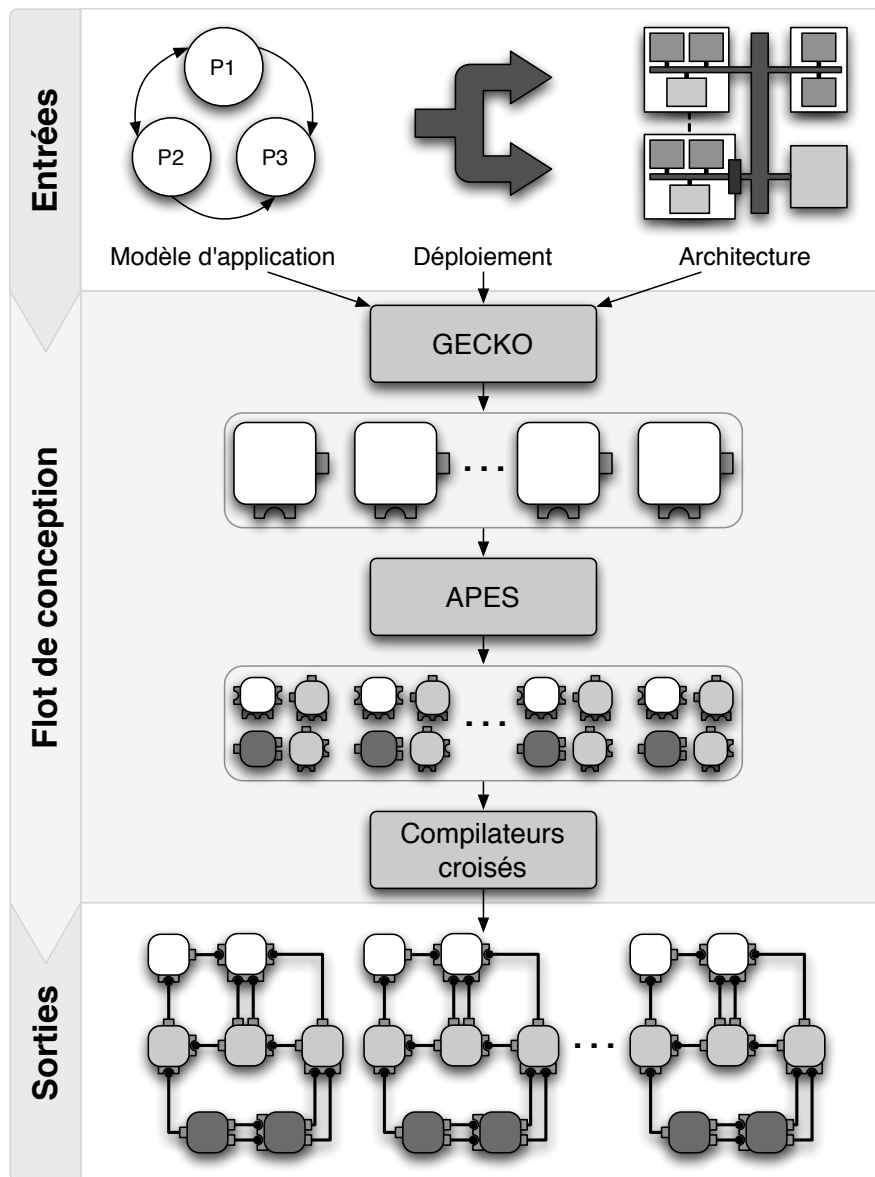 Entrées
P1
P2
P3
Modèle d'application
Déploiement
Architecture
Flot de conception
GECKO
. . .
APES
. . .
Compilateurs
croisés
Sorties
. . .